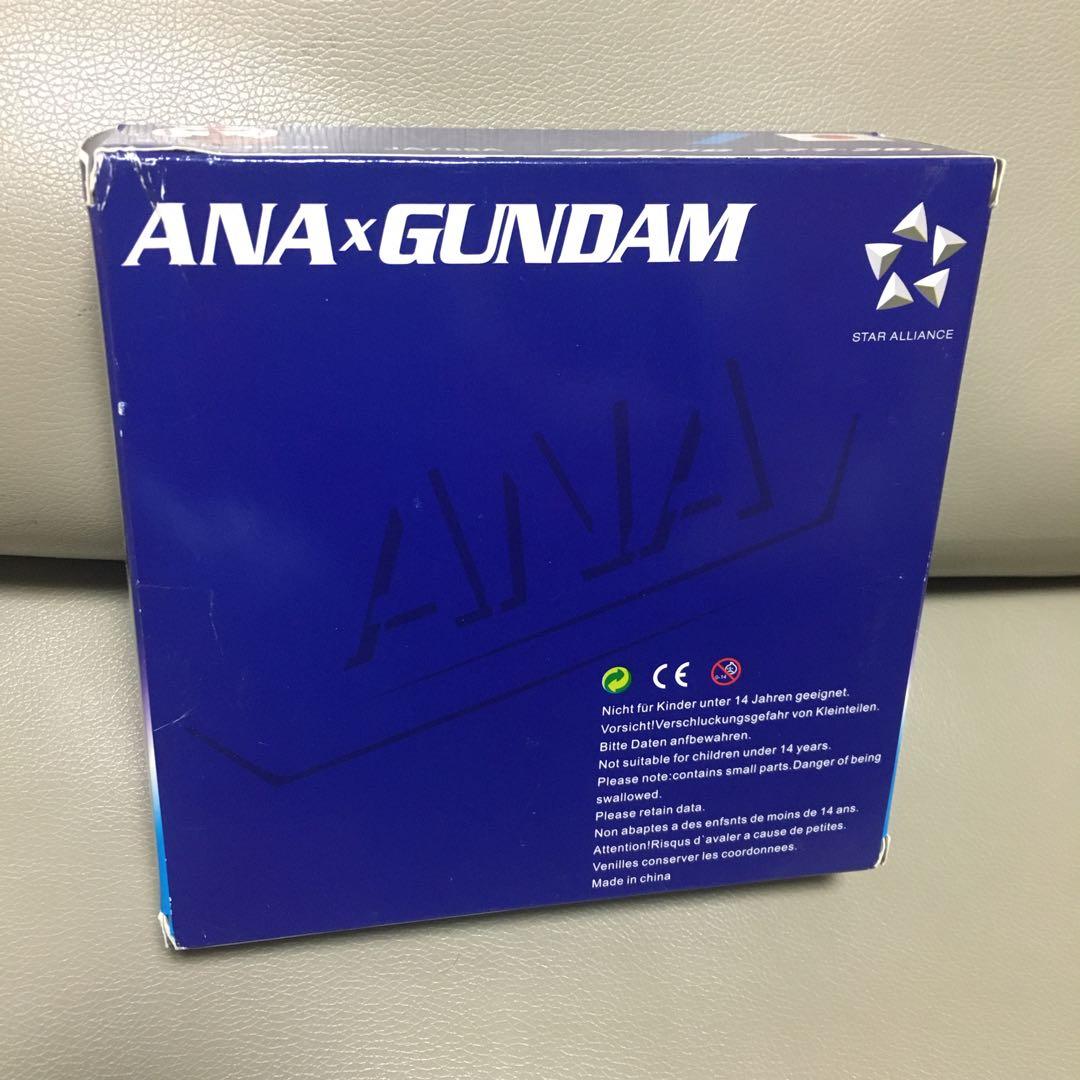 ANA×GUNDAM
STAR ALLIANCE
ANA
CE
0-14
Nicht für Kinder unter 14 Jahren geeignet.
Vorsicht!Verschluckungsgefahr von Kleinteilen.
Bitte Daten anfbewahren.
Not suitable for children under 14 years.
Please note:contains small parts.Danger of being
swallowed.
Please retain data.
Non abaptes a des enfsnts de moins de 14 ans.
Attention!Risqus d`avaler a cause de petites.
Venilles conserver les coordonnees.
Made in china